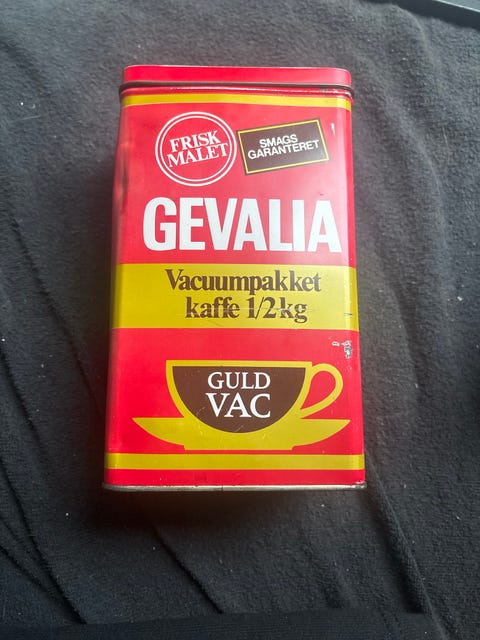 FRISK
MALET
SMAGS
GARANTERET
GEVALIA
Vacuumpakket
kaffe 1/2 kg
GULD
VAC